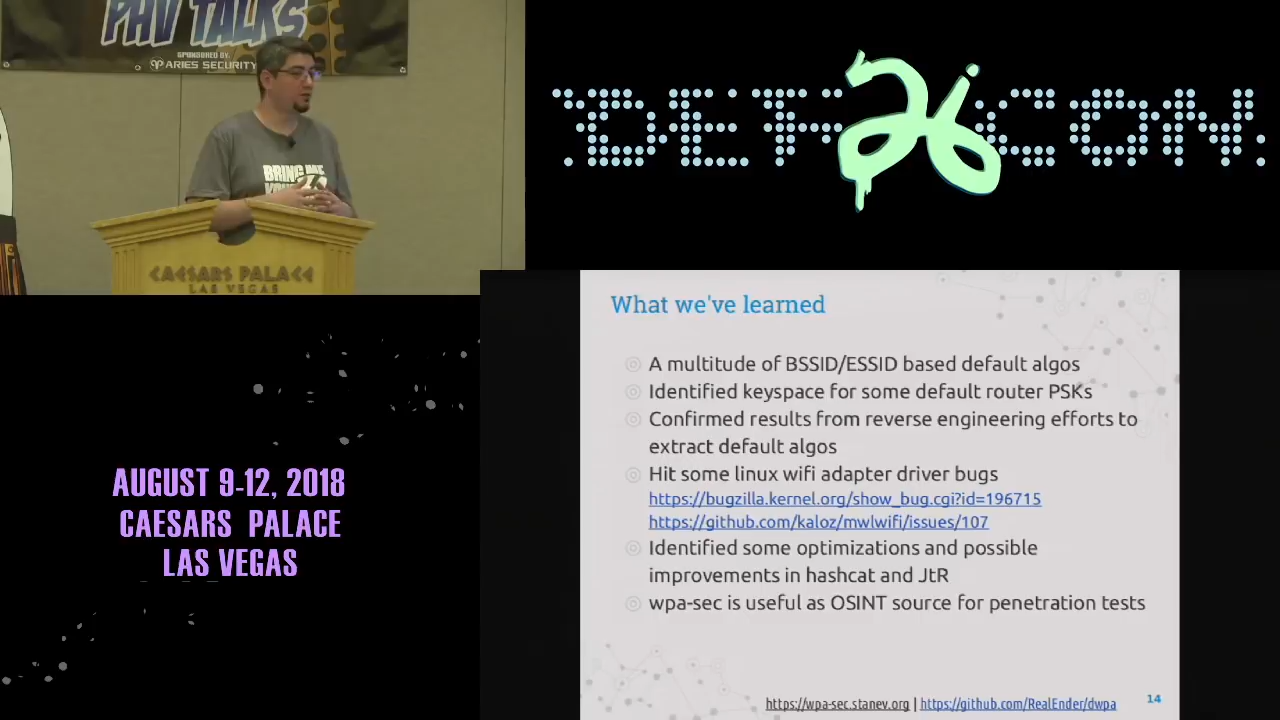 PHV TALKS
SPONSORED BY:
ARIES SECURITY
BRING ME
CAESARS PALACE
LAS VEGAS
DEF CON
26
AUGUST 9-12, 2018
CAESARS PALACE
LAS VEGAS
What we've learned
A multitude of BSSID/ESSID based default algos
Identified keyspace for some default router PSKs
Confirmed results from reverse engineering efforts to
extract default algos
Hit some linux wifi adapter driver bugs
https://bugzilla.kernel.org/show_bug.cgi?id=196715
https://github.com/kaloz/mwlwifi/issues/107
Identified some optimizations and possible
improvements in hashcat and JtR
wpa-sec is useful as OSINT source for penetration tests
https://wpa-sec.stanev.org | https://github.com/RealEnder/dwpa
14